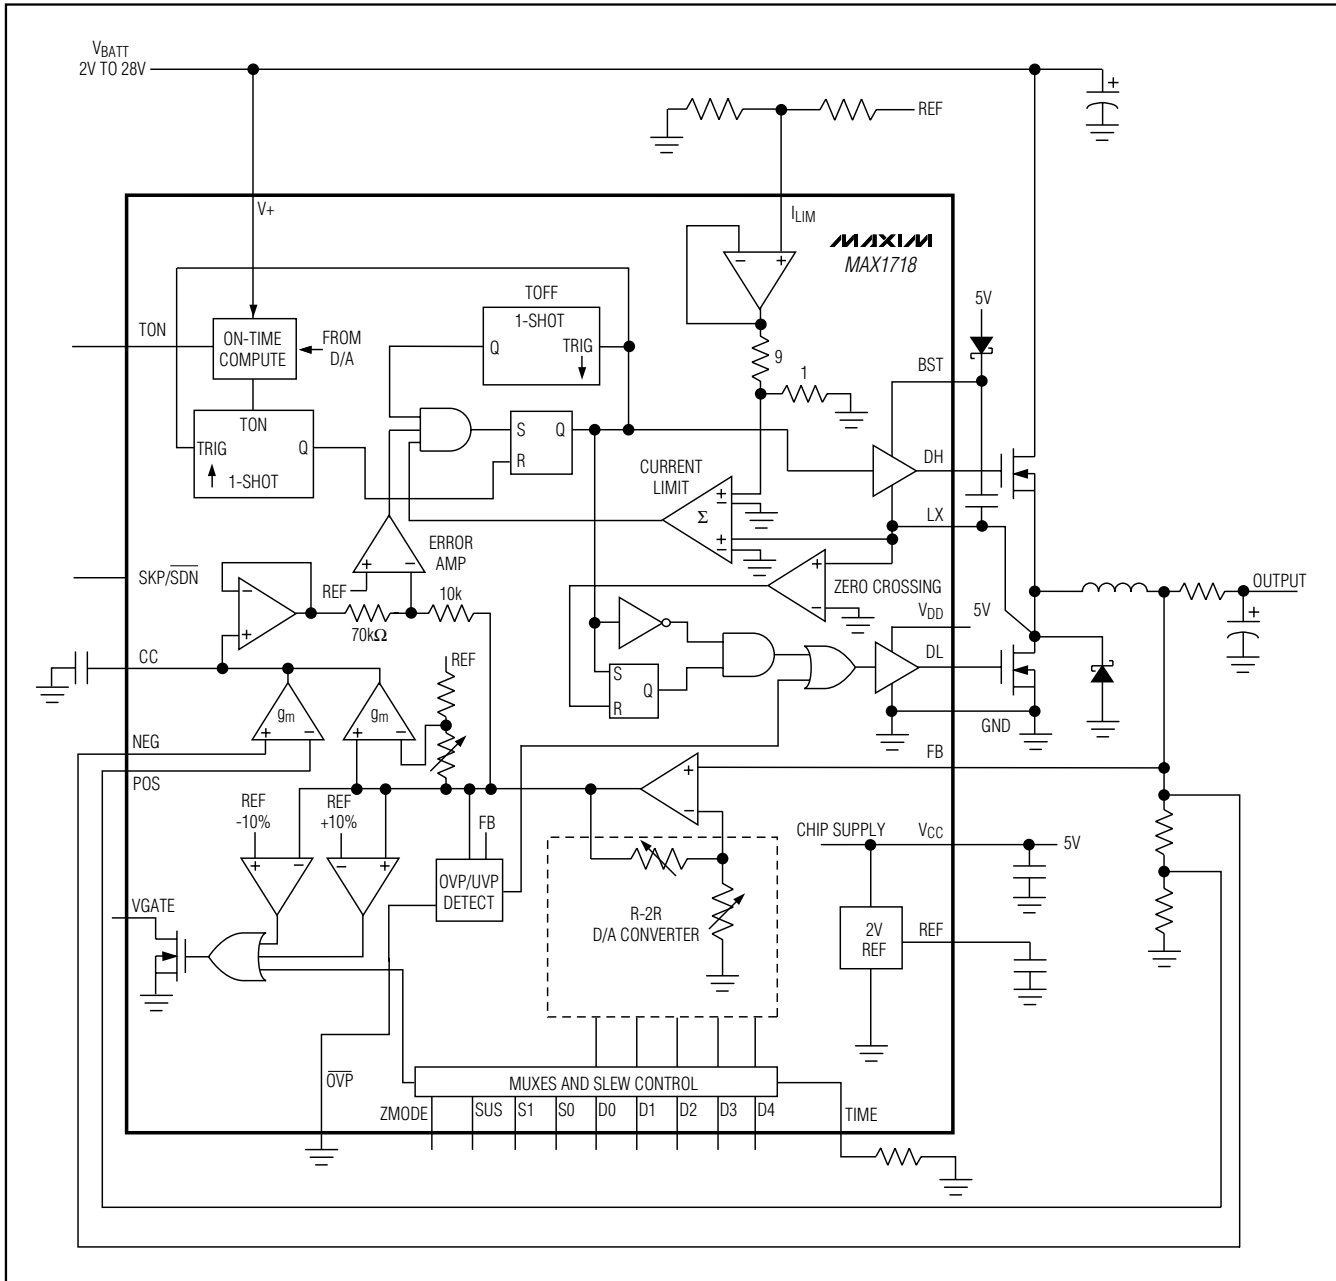 VBATT
2V TO 28V
REF
V+
ILIM
MAXIM
MAX1718
TOFF
1-SHOT
Q
TRIG
5V
TON
ON-TIME
COMPUTE
FROM
D/A
9
1
BST
TON
TRIG
Q
1-SHOT
S
Q
R
CURRENT
LIMIT
DH
+
−
Σ
+
−
LX
ERROR
AMP
+
−
REF
SKP/SDN
10k
70kΩ
−
+
ZERO CROSSING
+
−
VDD
5V
OUTPUT
+
CC
REF
S
Q
R
DL
gm
gm
+
−
+
−
GND
NEG
POS
FB
+
−
REF
-10%
REF
+10%
FB
CHIP SUPPLY
VCC
5V
+
−
−
+
OVP/UVP
DETECT
VGATE
R-2R
D/A CONVERTER
2V
REF
REF
OVP
MUXES AND SLEW CONTROL
ZMODE
SUS
S1
S0
D0
D1
D2
D3
D4
TIME